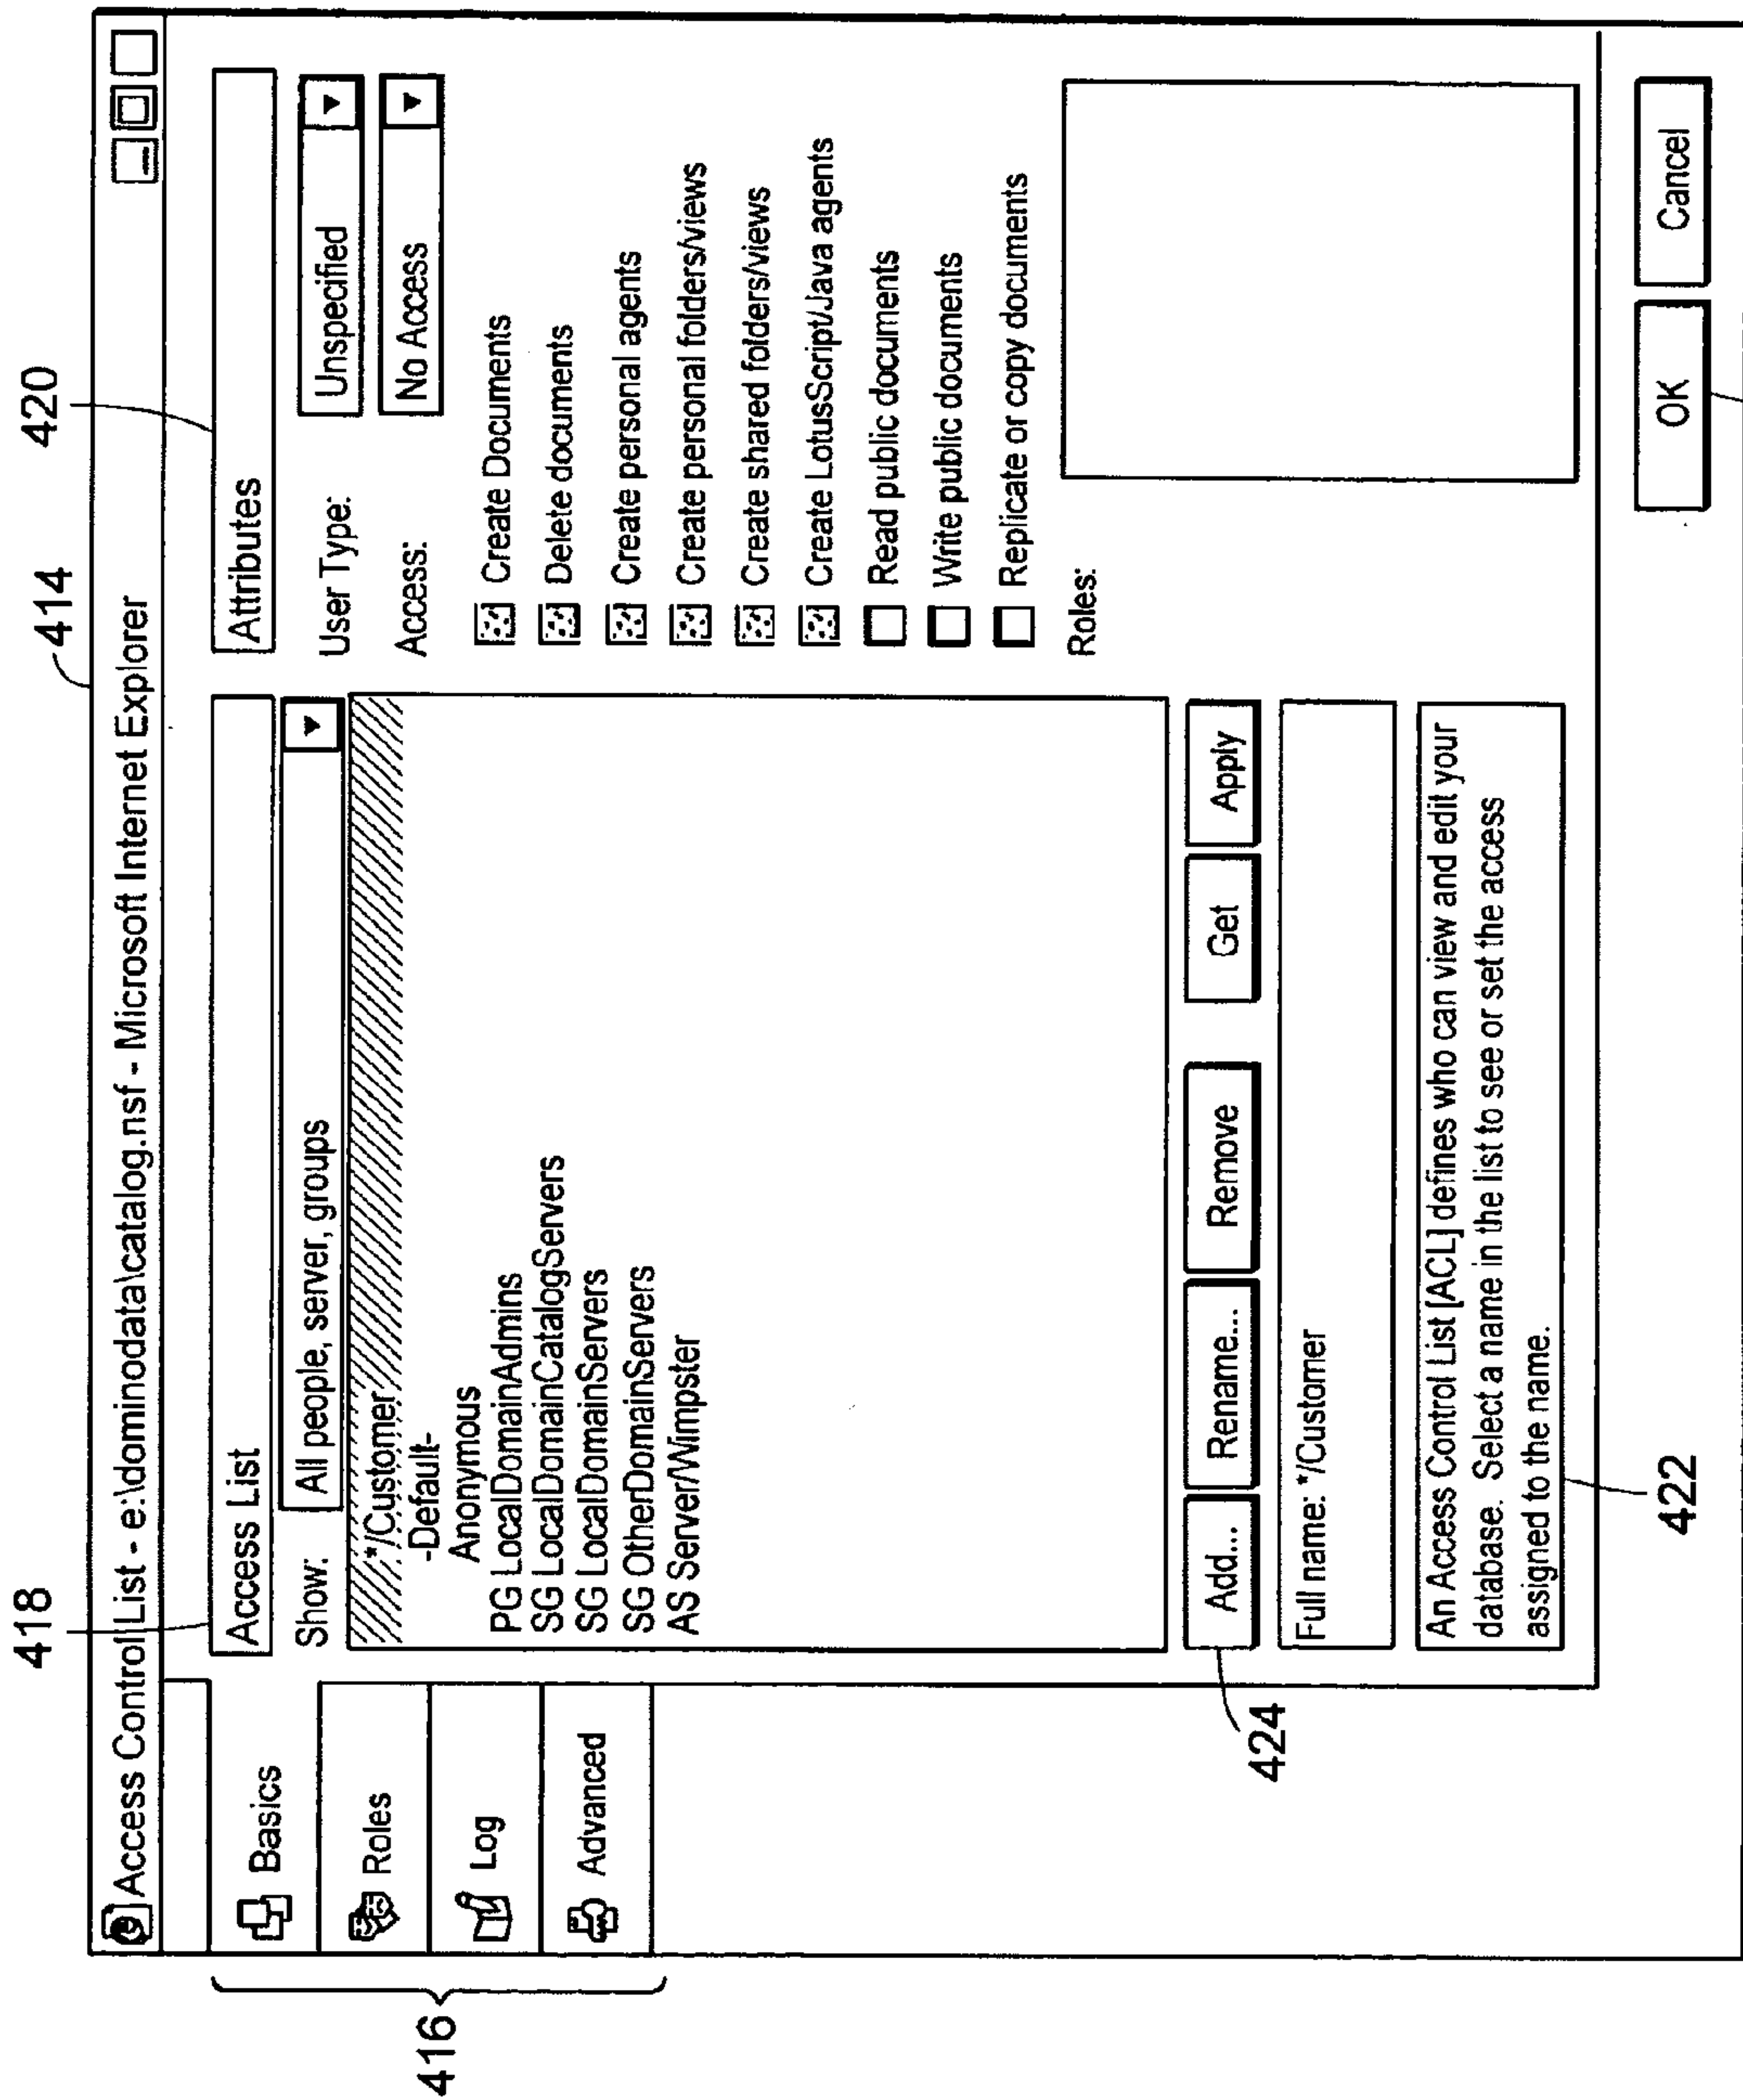 414
418
420
Access Control List - e:\dominodata\catalog.nsf - Microsoft Internet Explorer
416
Basics
Roles
Log
Advanced
Access List
Show: All people, server, groups
*/Customer
-Default-
Anonymous
PG LocalDomainAdmins
SG LocalDomainCatalogServers
SG LocalDomainServers
SG OtherDomainServers
AS Server/Wimpster
Add... Rename... Remove Get Apply
424
Full name: */Customer
An Access Control List [ACL] defines who can view and edit your
database. Select a name in the list to see or set the access
assigned to the name.
422
Attributes
User Type: Unspecified
Access: No Access
Create Documents
Delete documents
Create personal agents
Create personal folders/views
Create shared folders/views
Create LotusScript/Java agents
Read public documents
Write public documents
Replicate or copy documents
Roles:
OK Cancel